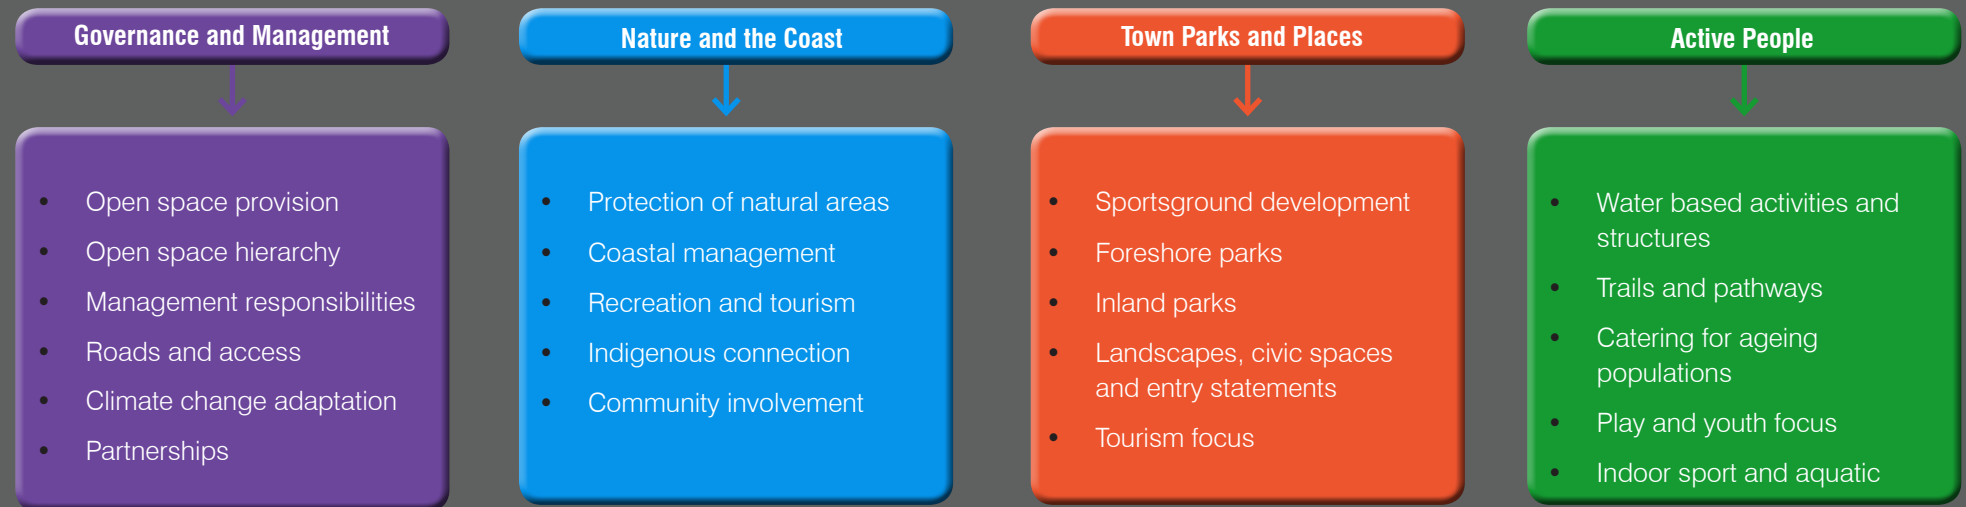 Governance and Management
• Open space provision
• Open space hierarchy
• Management responsibilities
• Roads and access
• Climate change adaptation
• Partnerships
Nature and the Coast
• Protection of natural areas
• Coastal management
• Recreation and tourism
• Indigenous connection
• Community involvement
Town Parks and Places
• Sportsground development
• Foreshore parks
• Inland parks
• Landscapes, civic spaces
and entry statements
• Tourism focus
Active People
• Water based activities and
structures
• Trails and pathways
• Catering for ageing
populations
• Play and youth focus
• Indoor sport and aquatic